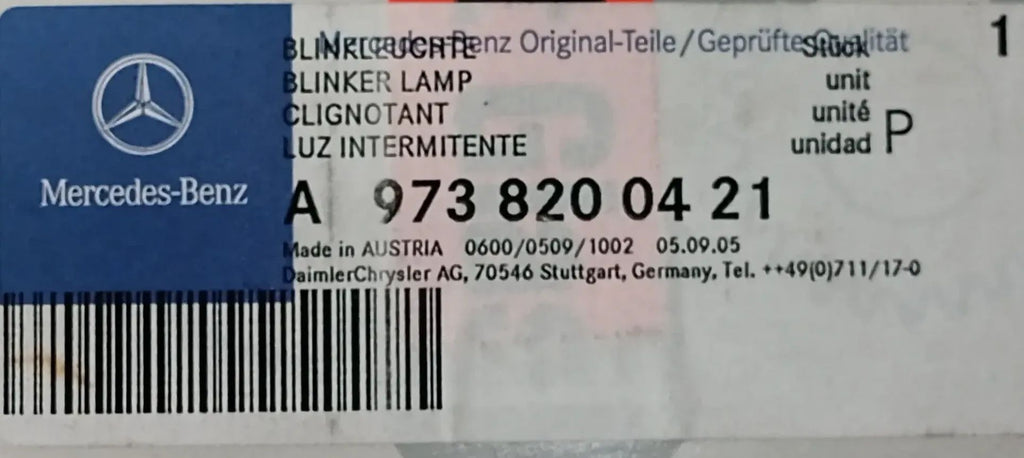 Mercedes-Benz Original-Teile/Geprüfte Qualität
BLINKLEUCHTE Stück 1
BLINKER LAMP unit
CLIGNOTANT unité
LUZ INTERMITENTE unidad P
Mercedes-Benz
A 973 820 04 21
Made in AUSTRIA 0600/0509/1002 05.09.05
DaimlerChrysler AG, 70546 Stuttgart, Germany, Tel. ++49(0)711/17-0